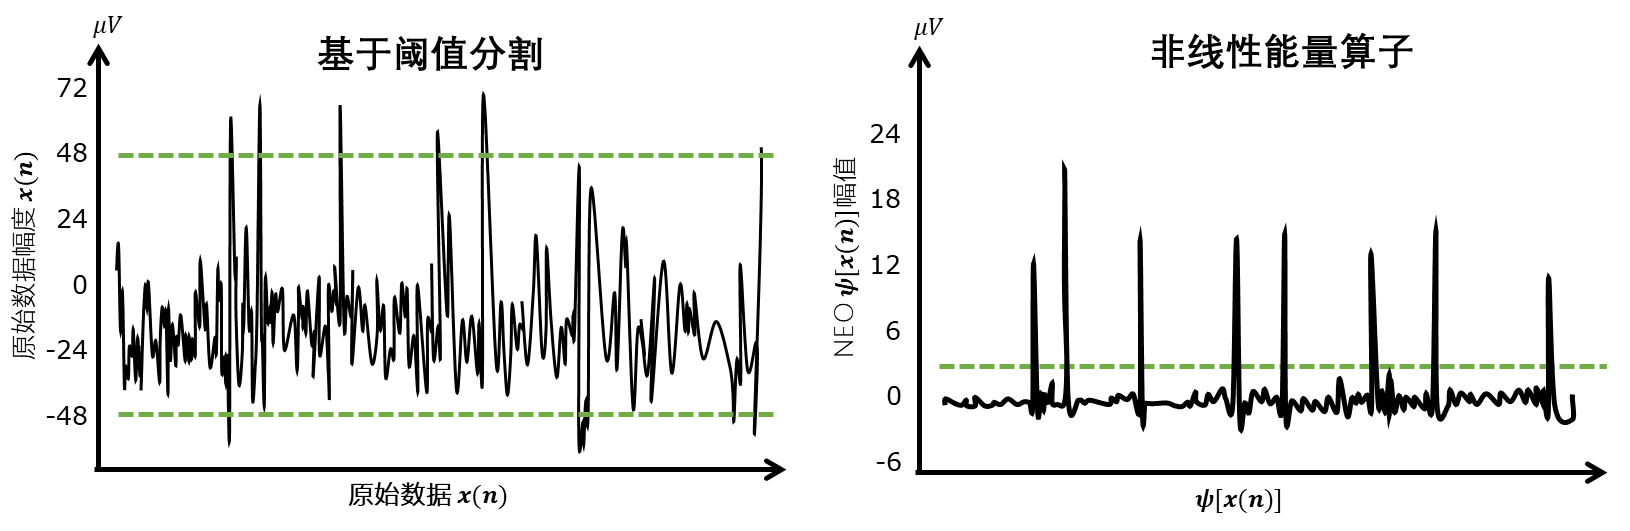 μV
基于阈值分割
72
48
24
0
-24
-48
原始数据幅度 x(n)
原始数据 x(n)
μV
非线性能量算子
24
18
12
6
0
-6
NEO ψ[x(n)]幅值
ψ[x(n)]